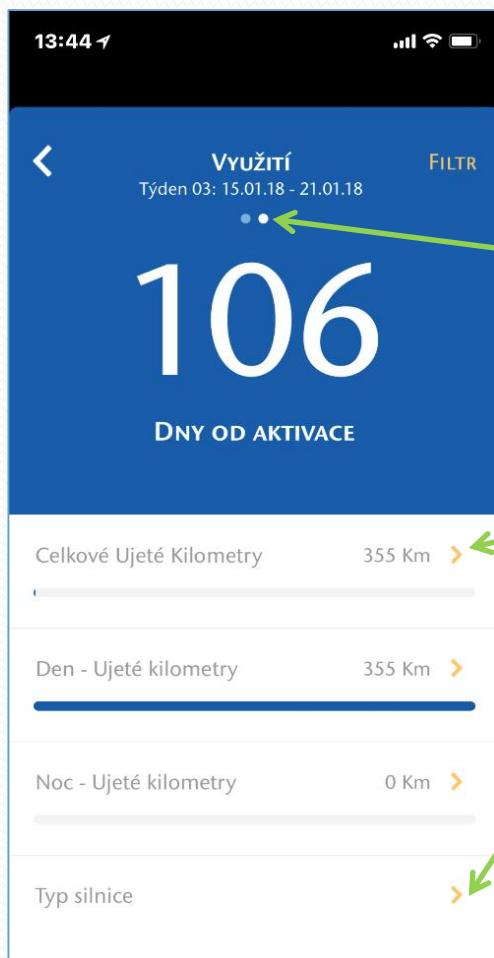 13:44
Využití
Filtr
Týden 03: 15.01.18 - 21.01.18
106
Dny od aktivace
Celkové Ujeté Kilometry 355 Km
Den - Ujeté kilometry 355 Km
Noc - Ujeté kilometry 0 Km
Typ silnice